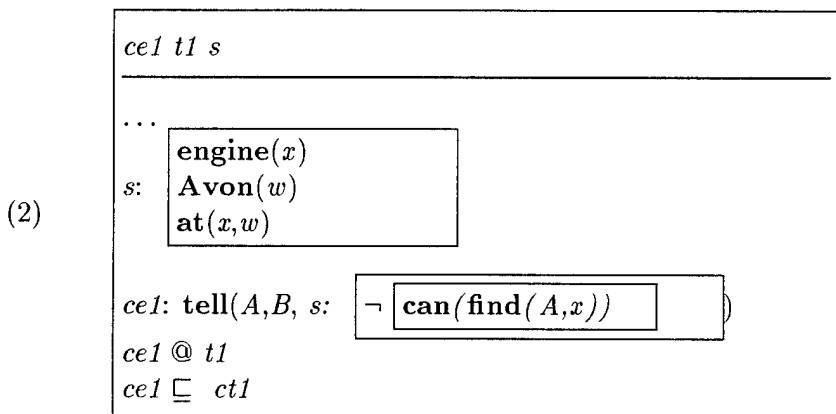 ce1 t1 s
...
engine(x)
s: Avon(w)
at(x,w)
(2)
ce1: tell(A,B, s: ¬ can(find(A,x)) )
ce1 @ t1
ce1 ⊑ ct1